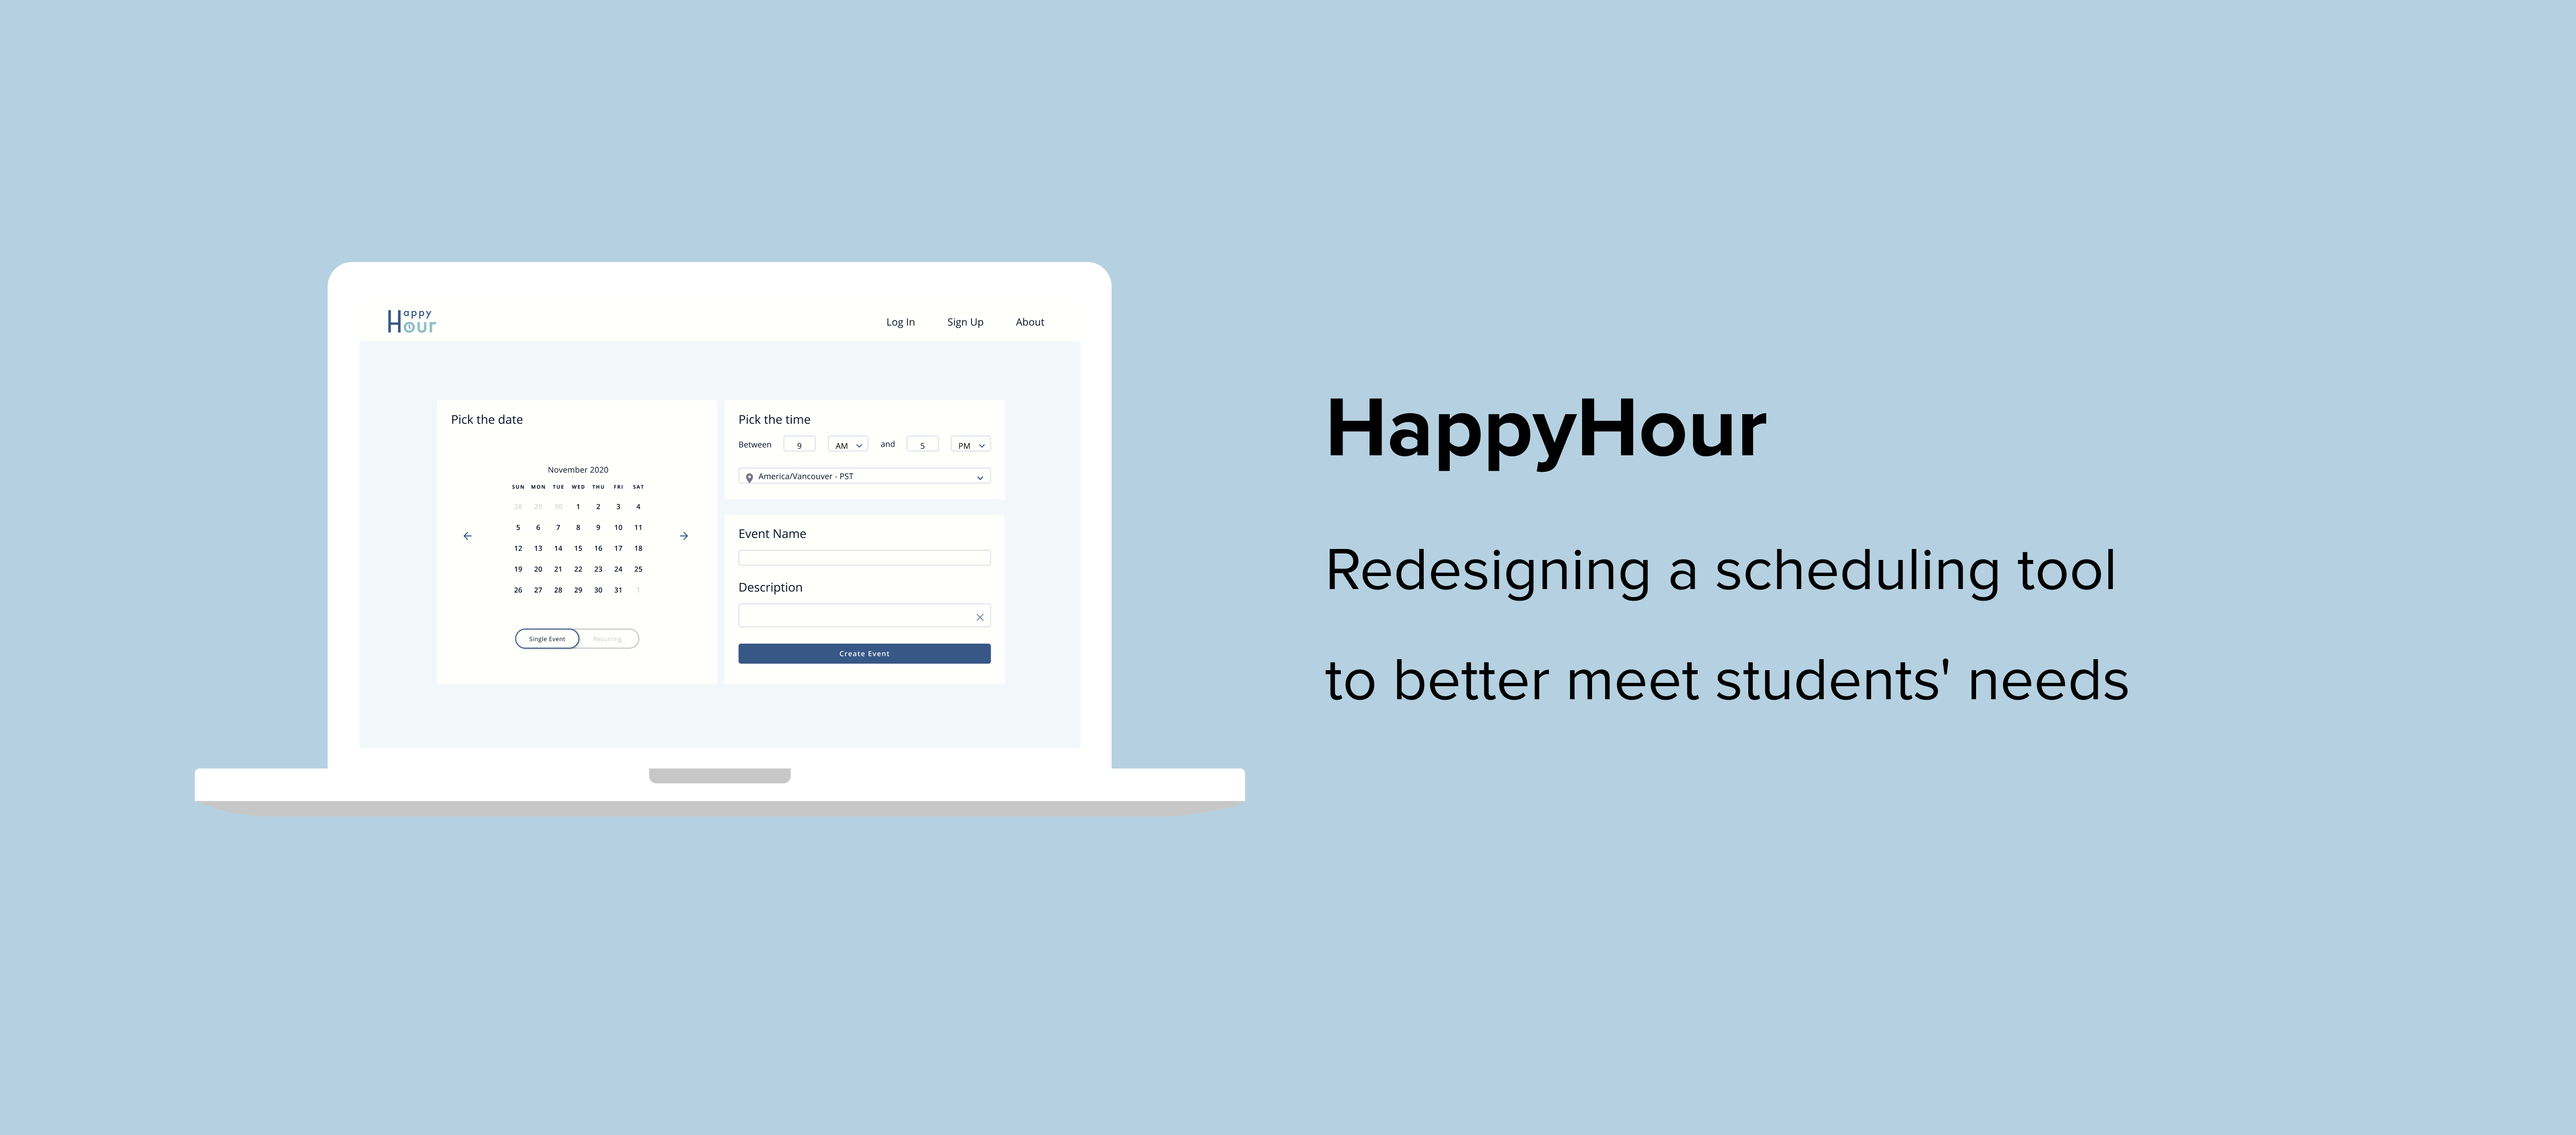 Happy
Hour
Log In Sign Up About
Pick the date
November 2020
SUN MON TUE WED THU FRI SAT
28 29 30 1 2 3 4
5 6 7 8 9 10 11
12 13 14 15 16 17 18
19 20 21 22 23 24 25
26 27 28 29 30 31 1
Single Event Recurring
Pick the time
Between 9 AM and 5 PM
America/Vancouver - PST
Event Name
Description
Create Event
HappyHour
Redesigning a scheduling tool
to better meet students' needs